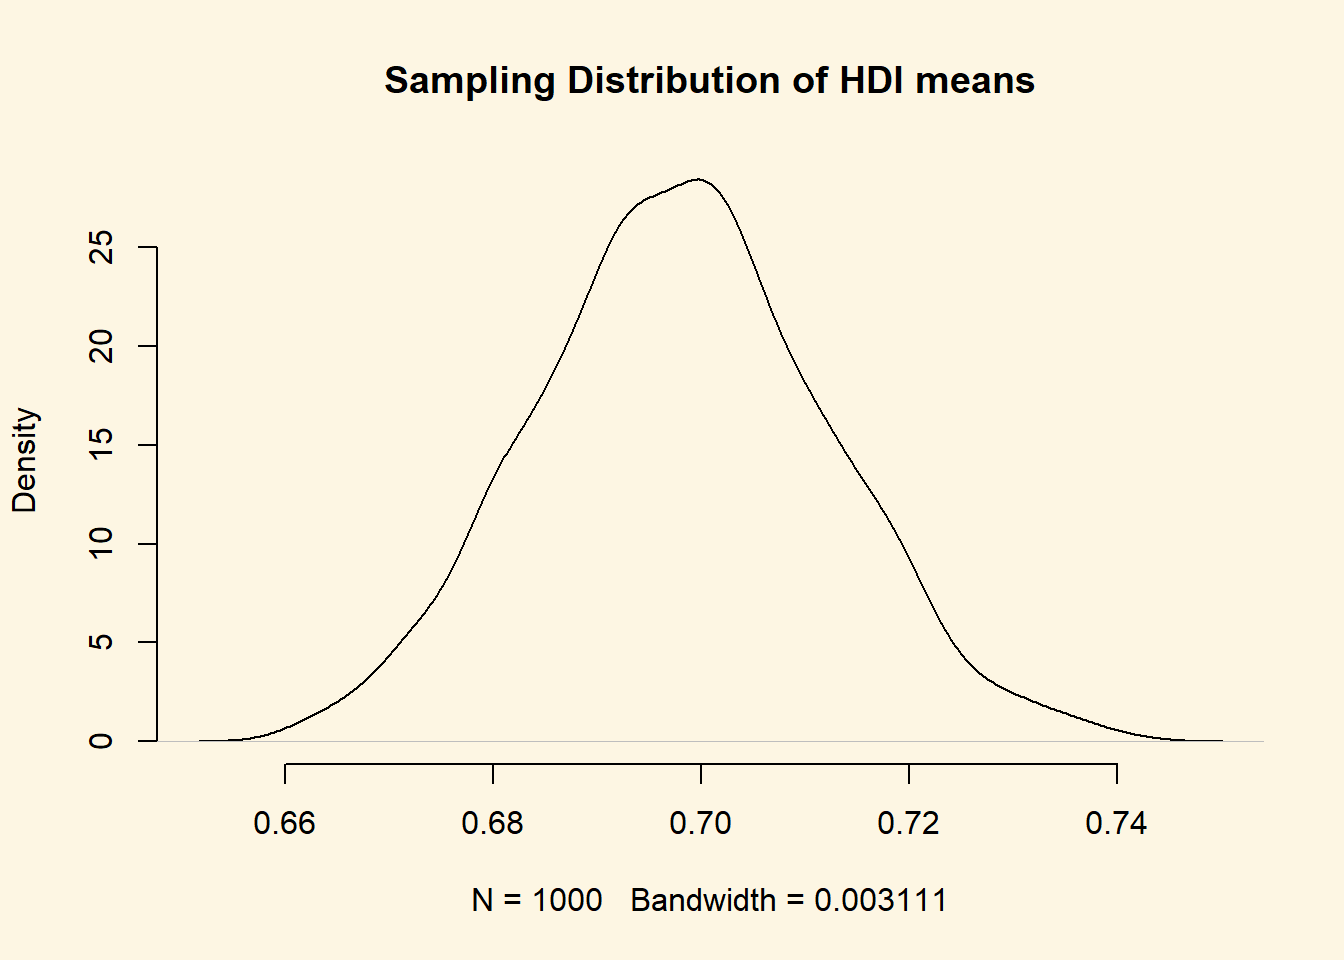 Sampling Distribution of HDI means
Density
25
20
15
10
5
0
0.66 0.68 0.70 0.72 0.74
N = 1000 Bandwidth = 0.003111